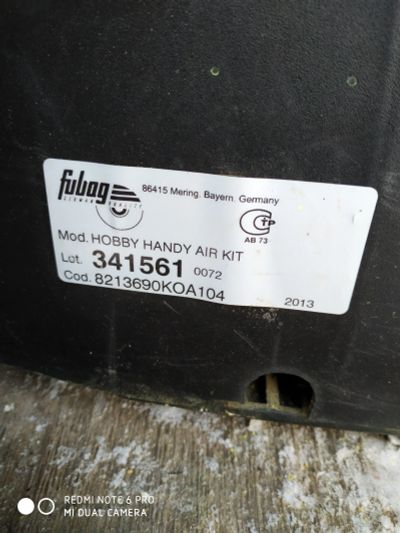 fubag
GERMAN QUALITY
86415 Mering. Bayern. Germany
AB 73
Mod. HOBBY HANDY AIR KIT
Lot. 341561 0072
Cod. 8213690KOA104
2013
REDMI NOTE 6 PRO
MI DUAL CAMERA